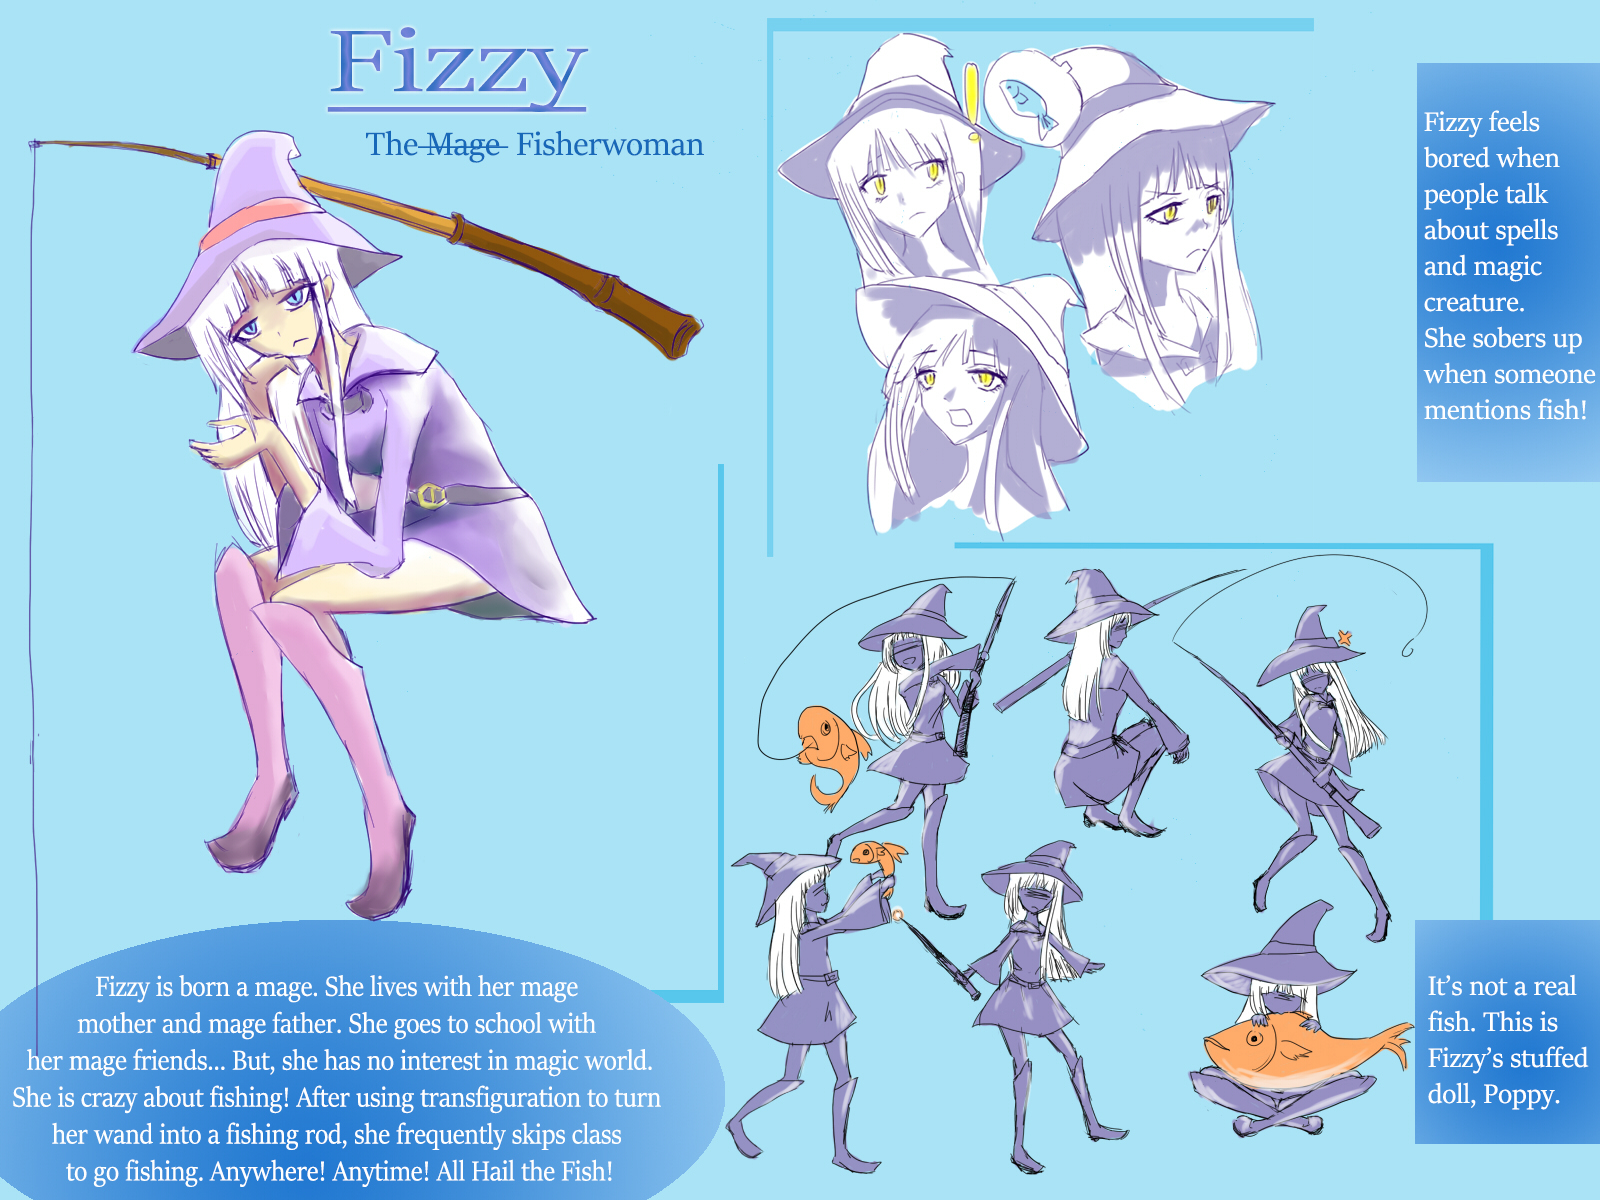 Fizzy
The Mage Fisherwoman
Fizzy feels
bored when
people talk
about spells
and magic
creature.
She sobers up
when someone
mentions fish!
Fizzy is born a mage. She lives with her mage
mother and mage father. She goes to school with
her mage friends... But, she has no interest in magic world.
She is crazy about fishing! After using transfiguration to turn
her wand into a fishing rod, she frequently skips class
to go fishing. Anywhere! Anytime! All Hail the Fish!
It's not a real
fish. This is
Fizzy's stuffed
doll, Poppy.